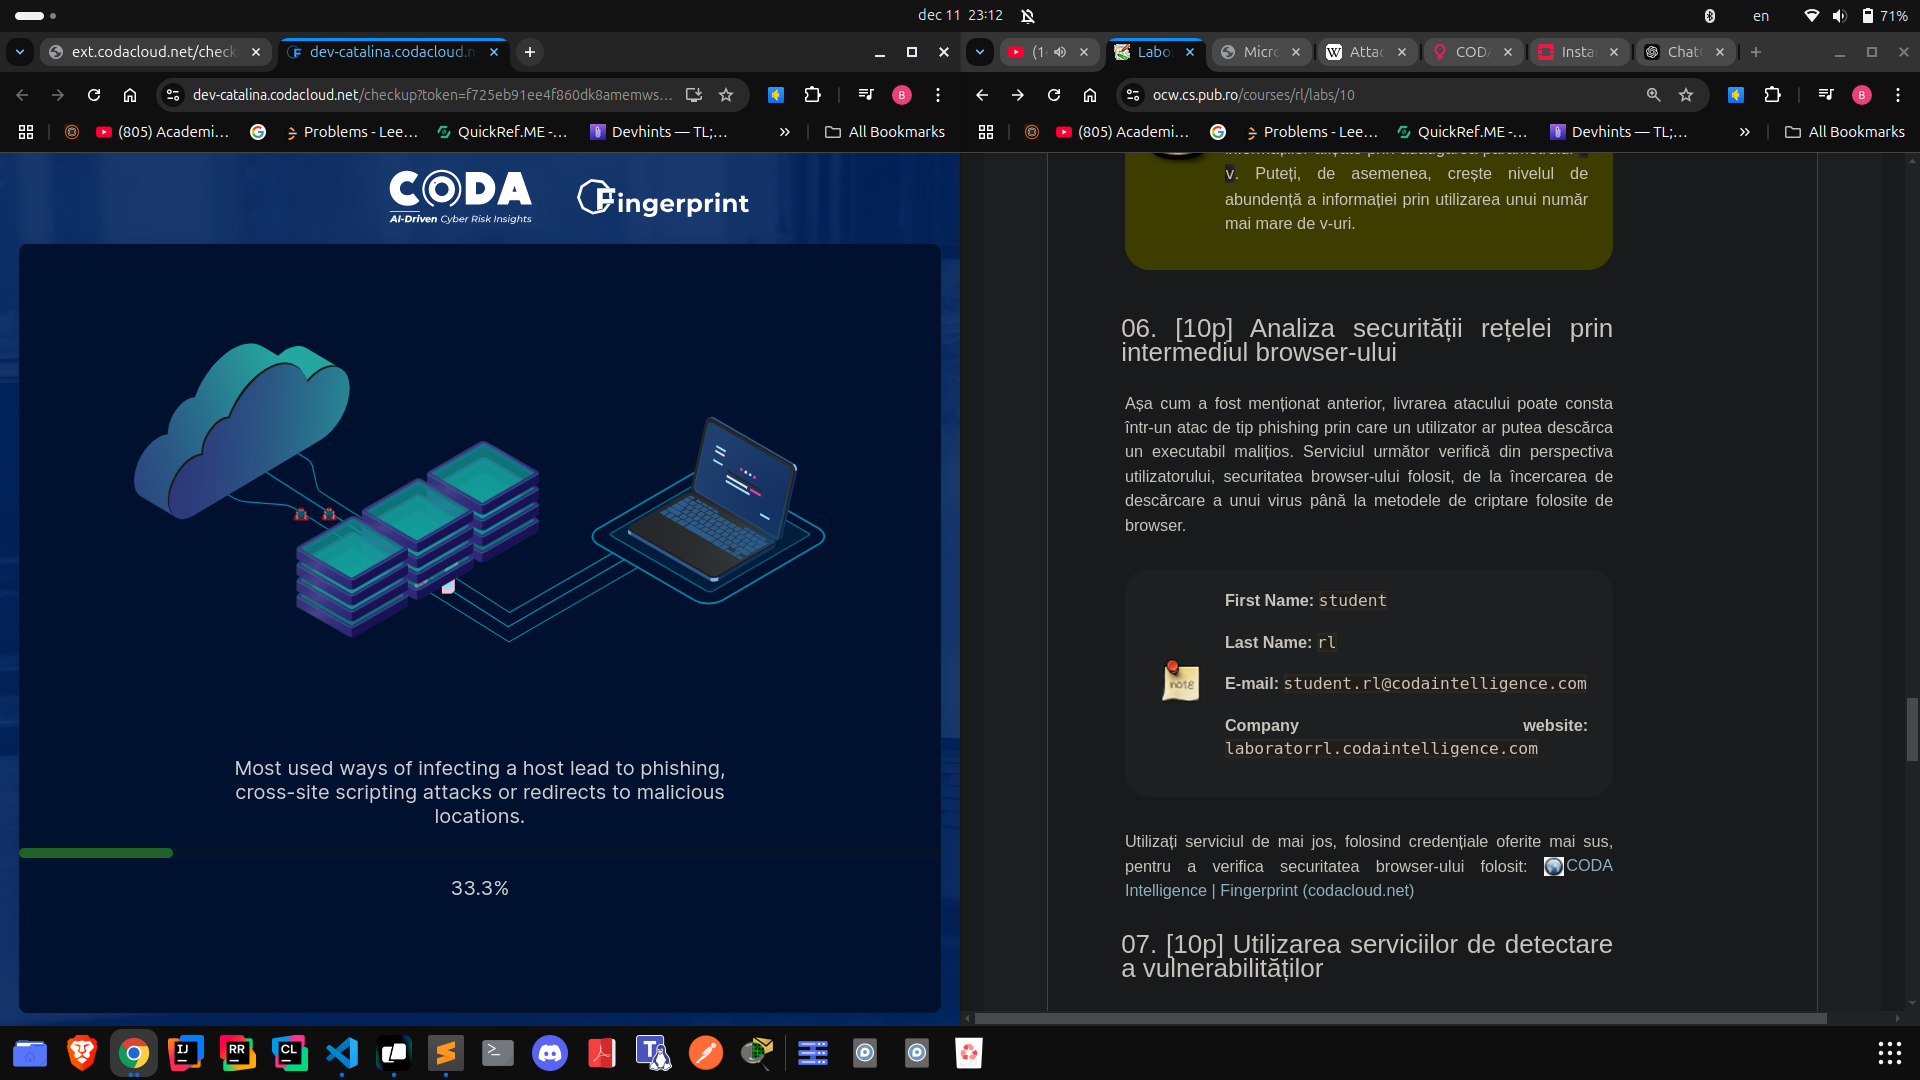 dec 11 23:12
en
71%
ext.codacloud.net/check
dev-catalina.codacloud.n
dev-catalina.codacloud.net/checkup?token=f725eb91ee4f860dk8amemws...
B
(805) Academi...
Problems - Lee...
QuickRef.ME -...
Devhints — TL;...
»
All Bookmarks
CODA
AI-Driven Cyber Risk Insights
Fingerprint
Most used ways of infecting a host lead to phishing,
cross-site scripting attacks or redirects to malicious
locations.
33.3%
(1
Labo
Micro
Attac
CODA
Insta
ChatG
ocw.cs.pub.ro/courses/rl/labs/10
B
(805) Academi...
Problems - Lee...
QuickRef.ME -...
Devhints — TL;...
»
All Bookmarks
v. Puteți, de asemenea, crește nivelul de
abundență a informației prin utilizarea unui număr
mai mare de v-uri.
06. [10p] Analiza securității rețelei prin
intermediul browser-ului
Așa cum a fost menționat anterior, livrarea atacului poate consta
într-un atac de tip phishing prin care un utilizator ar putea descărca
un executabil malițios. Serviciul următor verifică din perspectiva
utilizatorului, securitatea browser-ului folosit, de la încercarea de
descărcare a unui virus până la metodele de criptare folosite de
browser.
note
First Name: student
Last Name: rl
E-mail: student.rl@codaintelligence.com
Company website:
laboratorrl.codaintelligence.com
Utilizați serviciul de mai jos, folosind credențiale oferite mai sus,
pentru a verifica securitatea browser-ului folosit: CODA
Intelligence | Fingerprint (codacloud.net)
07. [10p] Utilizarea serviciilor de detectare
a vulnerabilităților
IJ
RR
CL
T